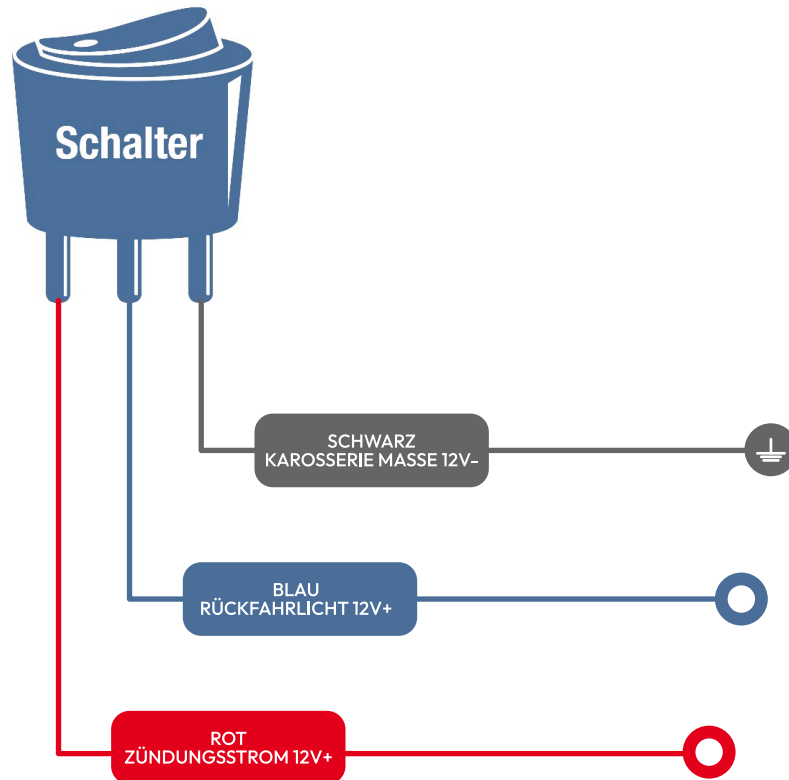 Schalter
SCHWARZ
KAROSSERIE MASSE 12V-
BLAU
RÜCKFAHRLICHT 12V+
ROT
ZÜNDUNGSSTROM 12V+